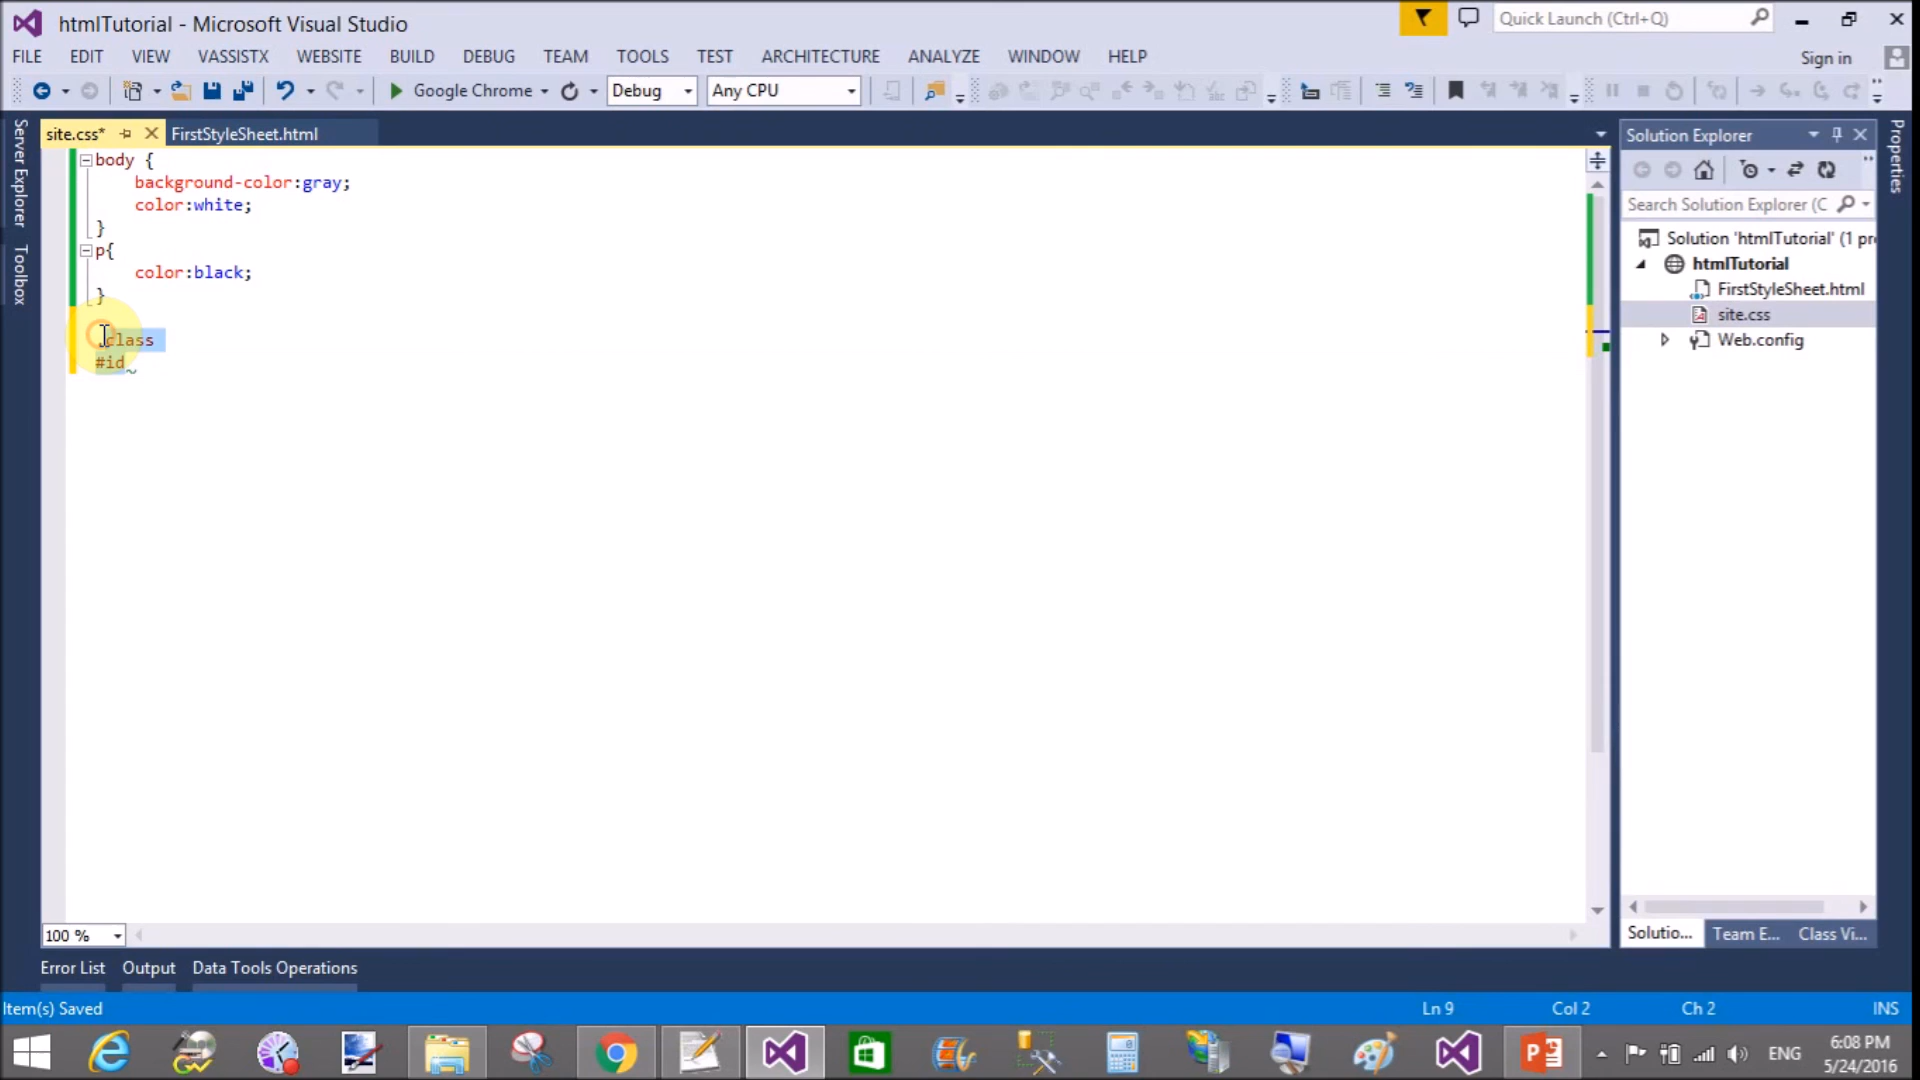 htmlTutorial - Microsoft Visual Studio
Quick Launch (Ctrl+Q)
FILE EDIT VIEW VASSISTX WEBSITE BUILD DEBUG TEAM TOOLS TEST ARCHITECTURE ANALYZE WINDOW HELP
Sign in
Google Chrome Debug Any CPU
Server Explorer
Toolbox
site.css* FirstStyleSheet.html
body {
background-color:gray;
color:white;
}
p{
color:black;
}
.class
#id
Solution Explorer
Search Solution Explorer (C
Solution 'htmlTutorial' (1 pr
htmlTutorial
FirstStyleSheet.html
site.css
Web.config
Properties
100 %
Solutio... Team E... Class Vi...
Error List Output Data Tools Operations
Item(s) Saved
Ln 9 Col 2 Ch 2 INS
ENG
6:08 PM
5/24/2016